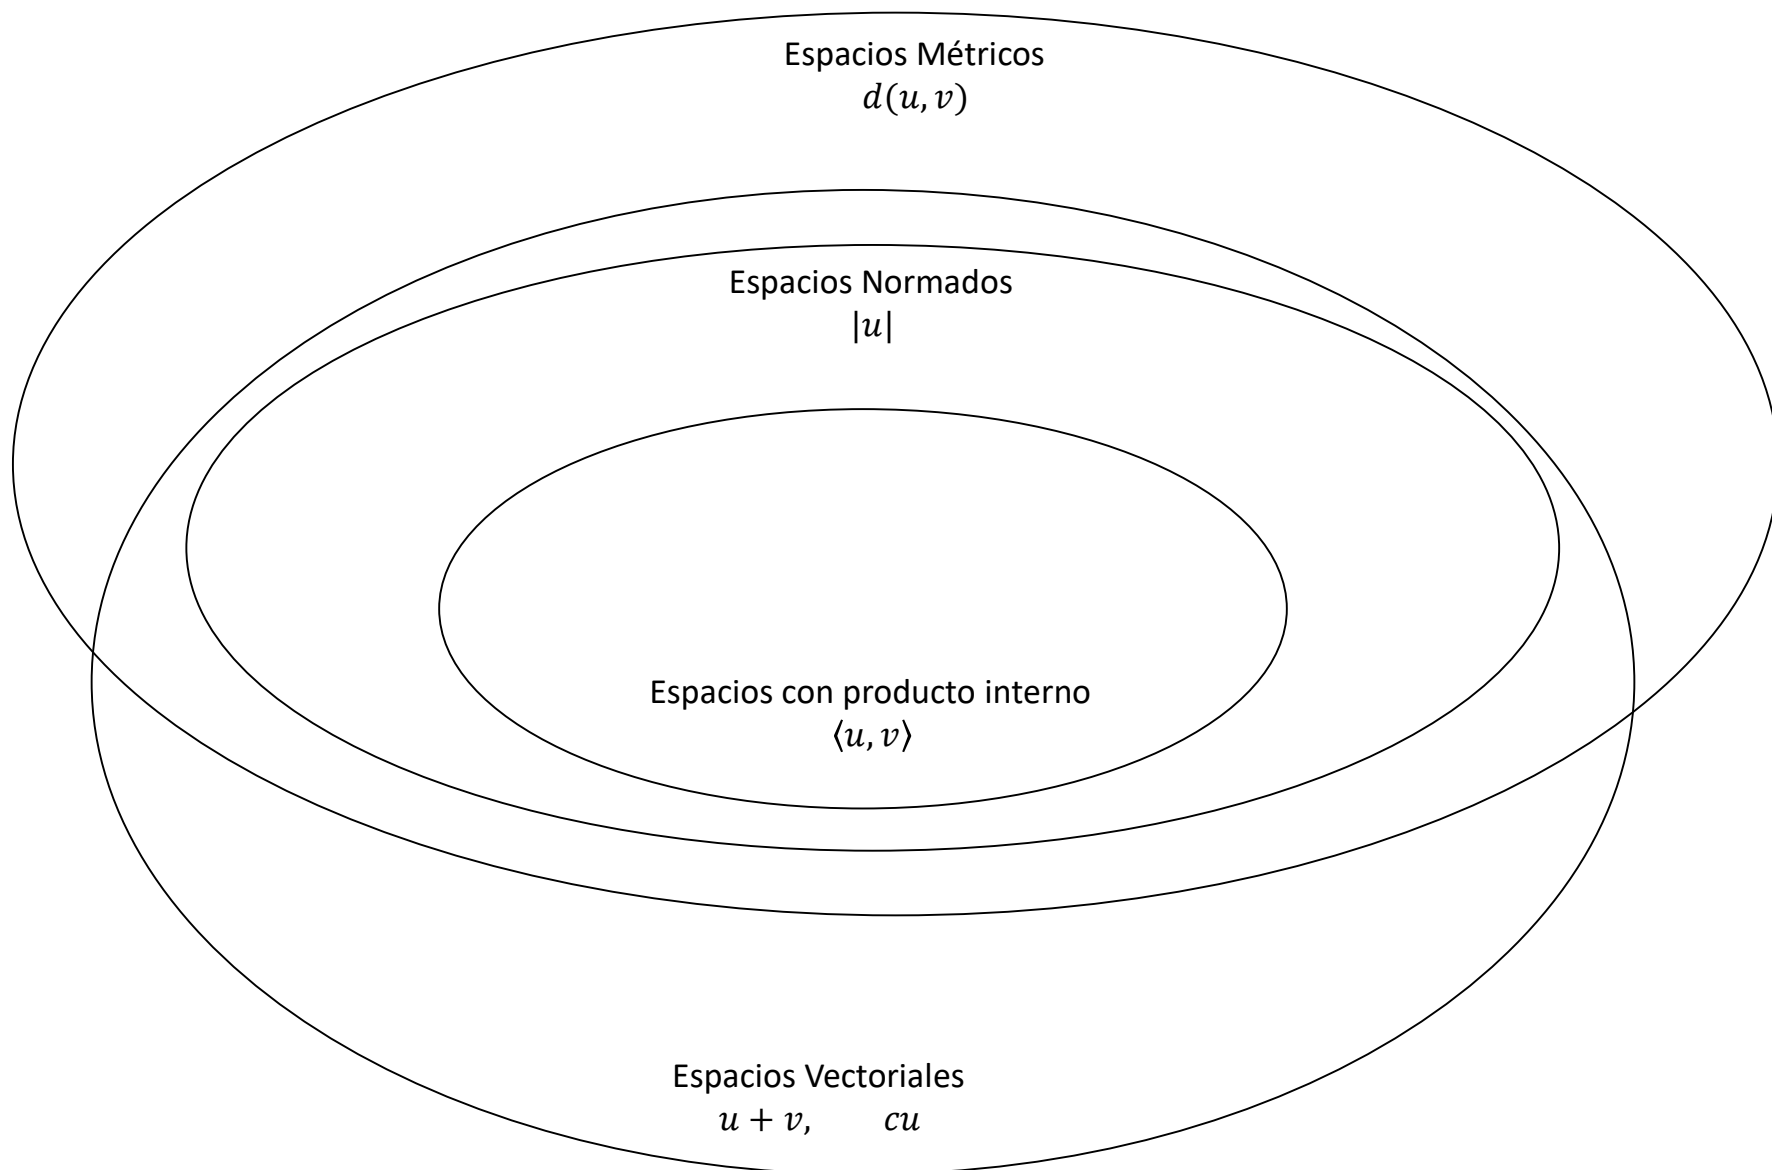 Espacios Métricos
𝑑(𝑢, 𝑣)
Espacios Normados
|𝑢|
Espacios con producto interno
⟨𝑢, 𝑣⟩
Espacios Vectoriales
𝑢 + 𝑣, 𝑐𝑢